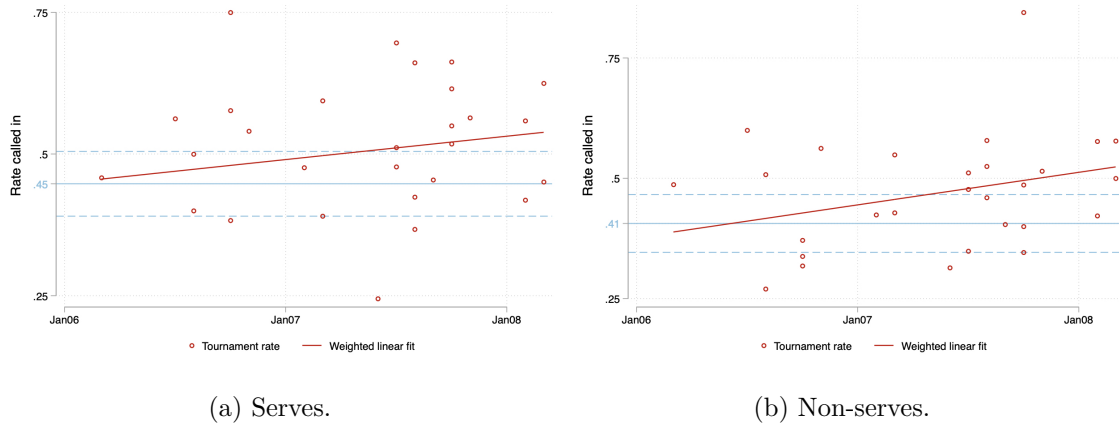 Rate called in
.75
.5
.45
.25
Jan06 Jan07 Jan08
Tournament rate Weighted linear fit
(a) Serves.
Rate called in
.75
.5
.41
.25
Jan06 Jan07 Jan08
Tournament rate Weighted linear fit
(b) Non-serves.